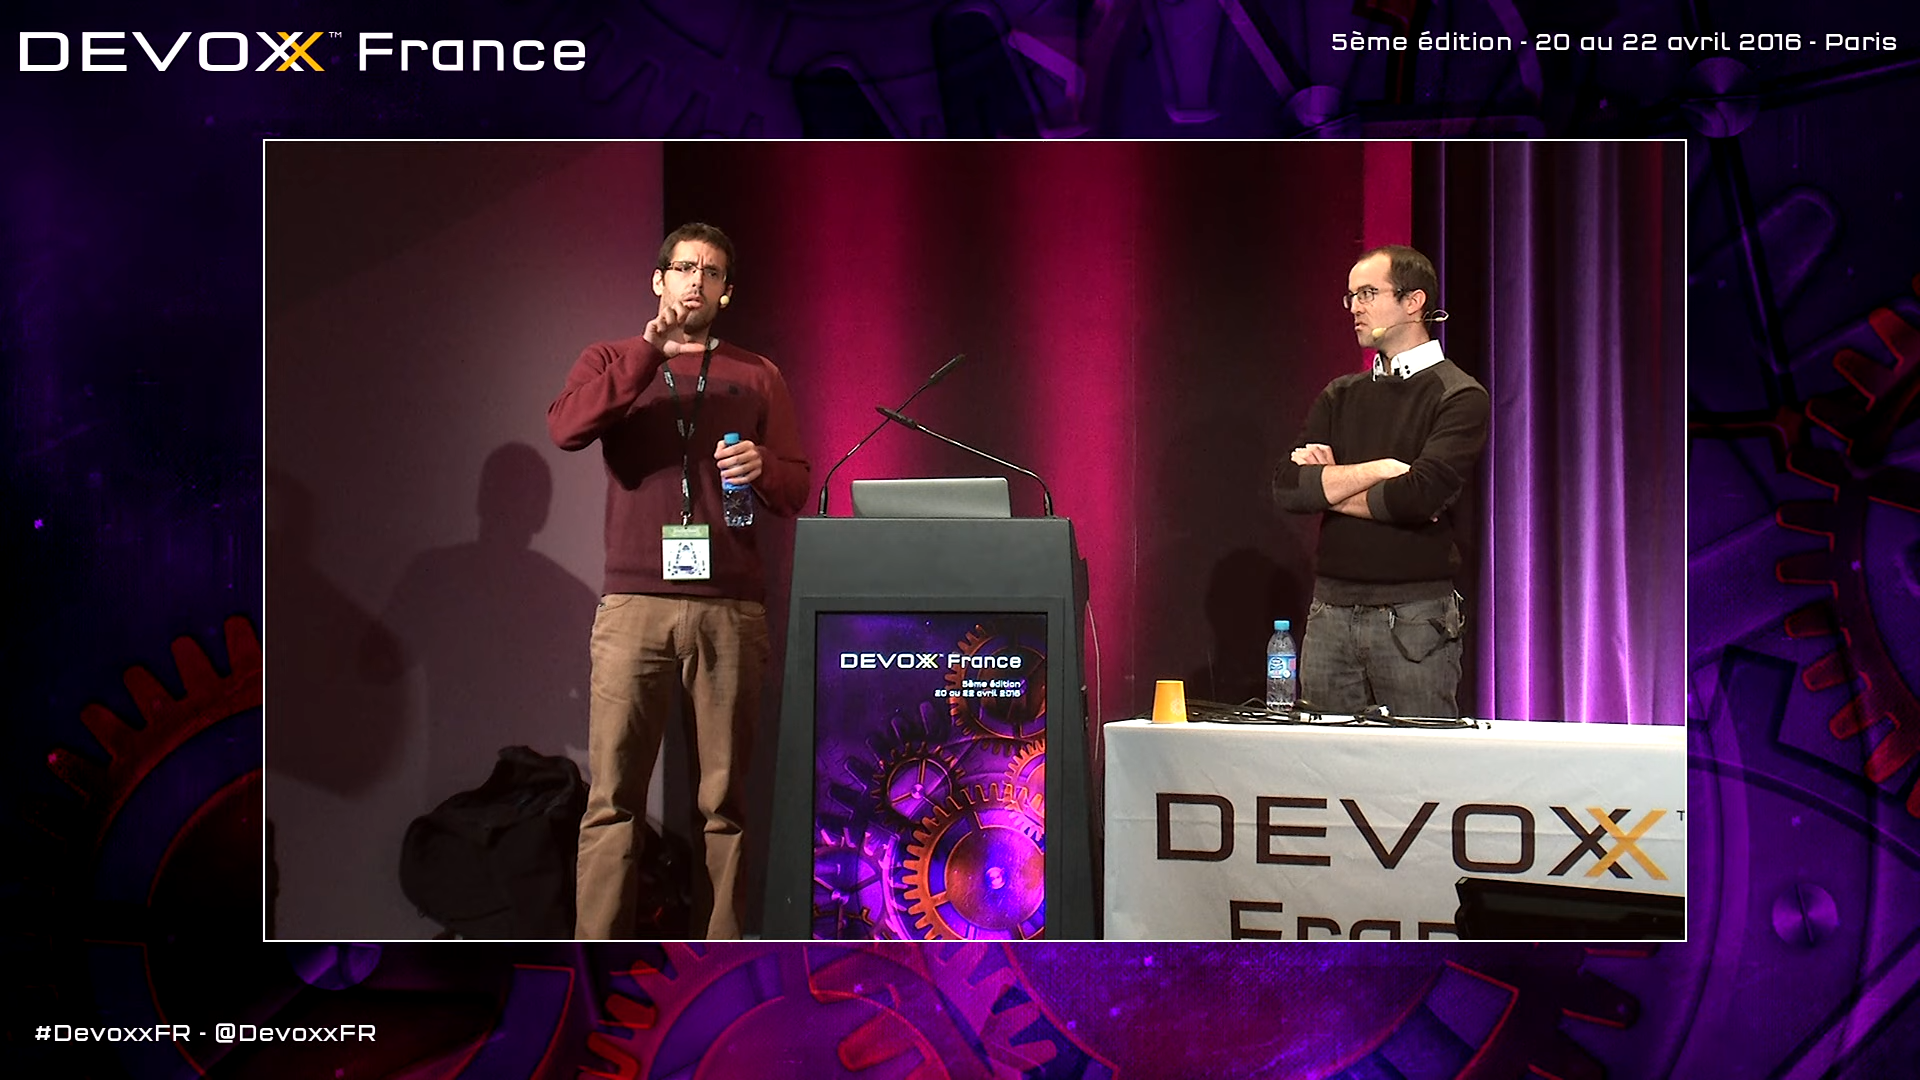 DEVOXX™ France
5ème édition - 20 au 22 avril 2016 - Paris
DEVOXX™ France
5ème édition
20 au 22 avril 2016
DEVOXX
#DevoxxFR - @DevoxxFR